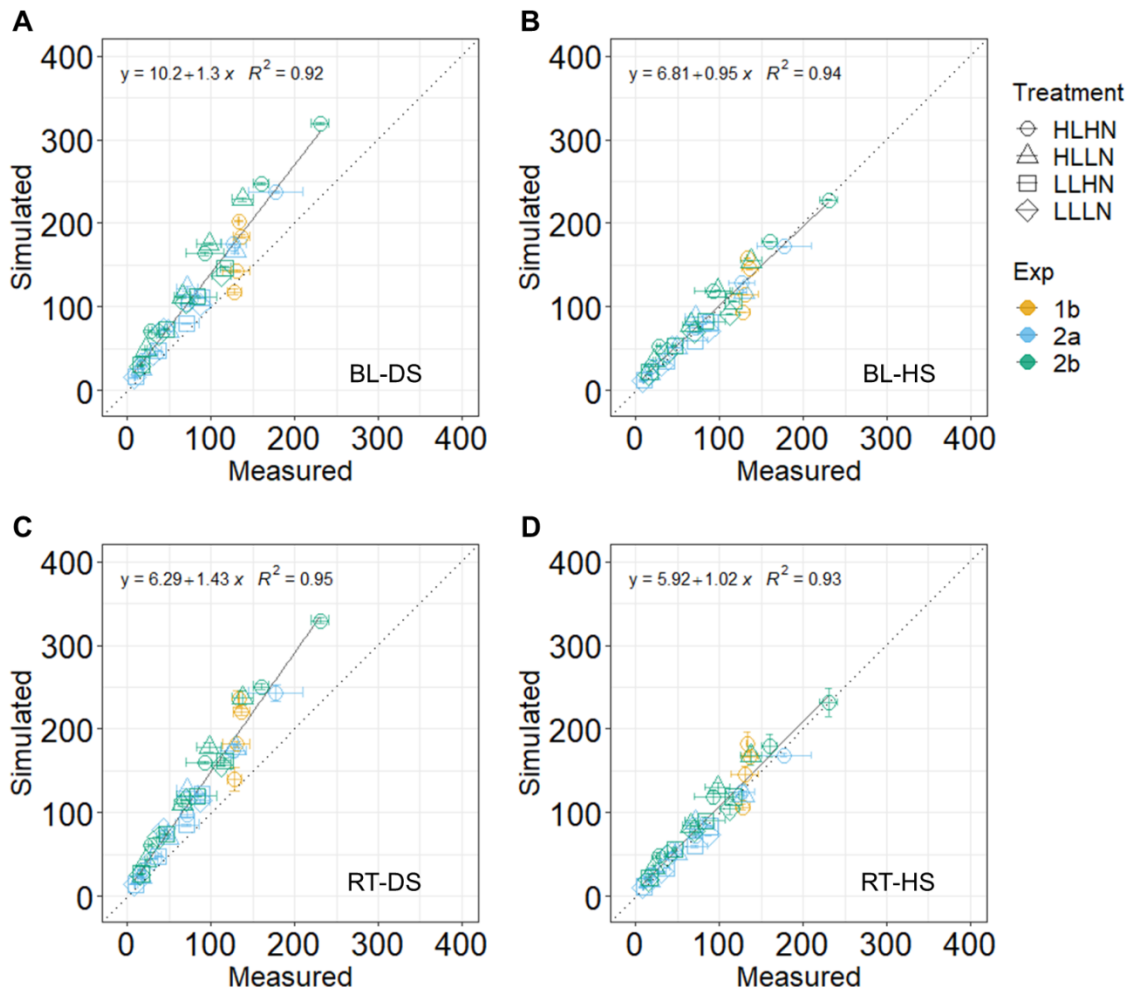 A
B
y = 10.2+1.3 x R² = 0.92
y = 6.81+0.95 x R² = 0.94
400
300
200
100
0
Simulated
BL-DS
0 100 200 300 400
Measured
400
300
200
100
0
Simulated
BL-HS
0 100 200 300 400
Measured
Treatment
HLHN
HLLN
LLHN
LLLN
Exp
1b
2a
2b
C
D
y = 6.29+1.43 x R² = 0.95
y = 5.92+1.02 x R² = 0.93
400
300
200
100
0
Simulated
RT-DS
0 100 200 300 400
Measured
400
300
200
100
0
Simulated
RT-HS
0 100 200 300 400
Measured